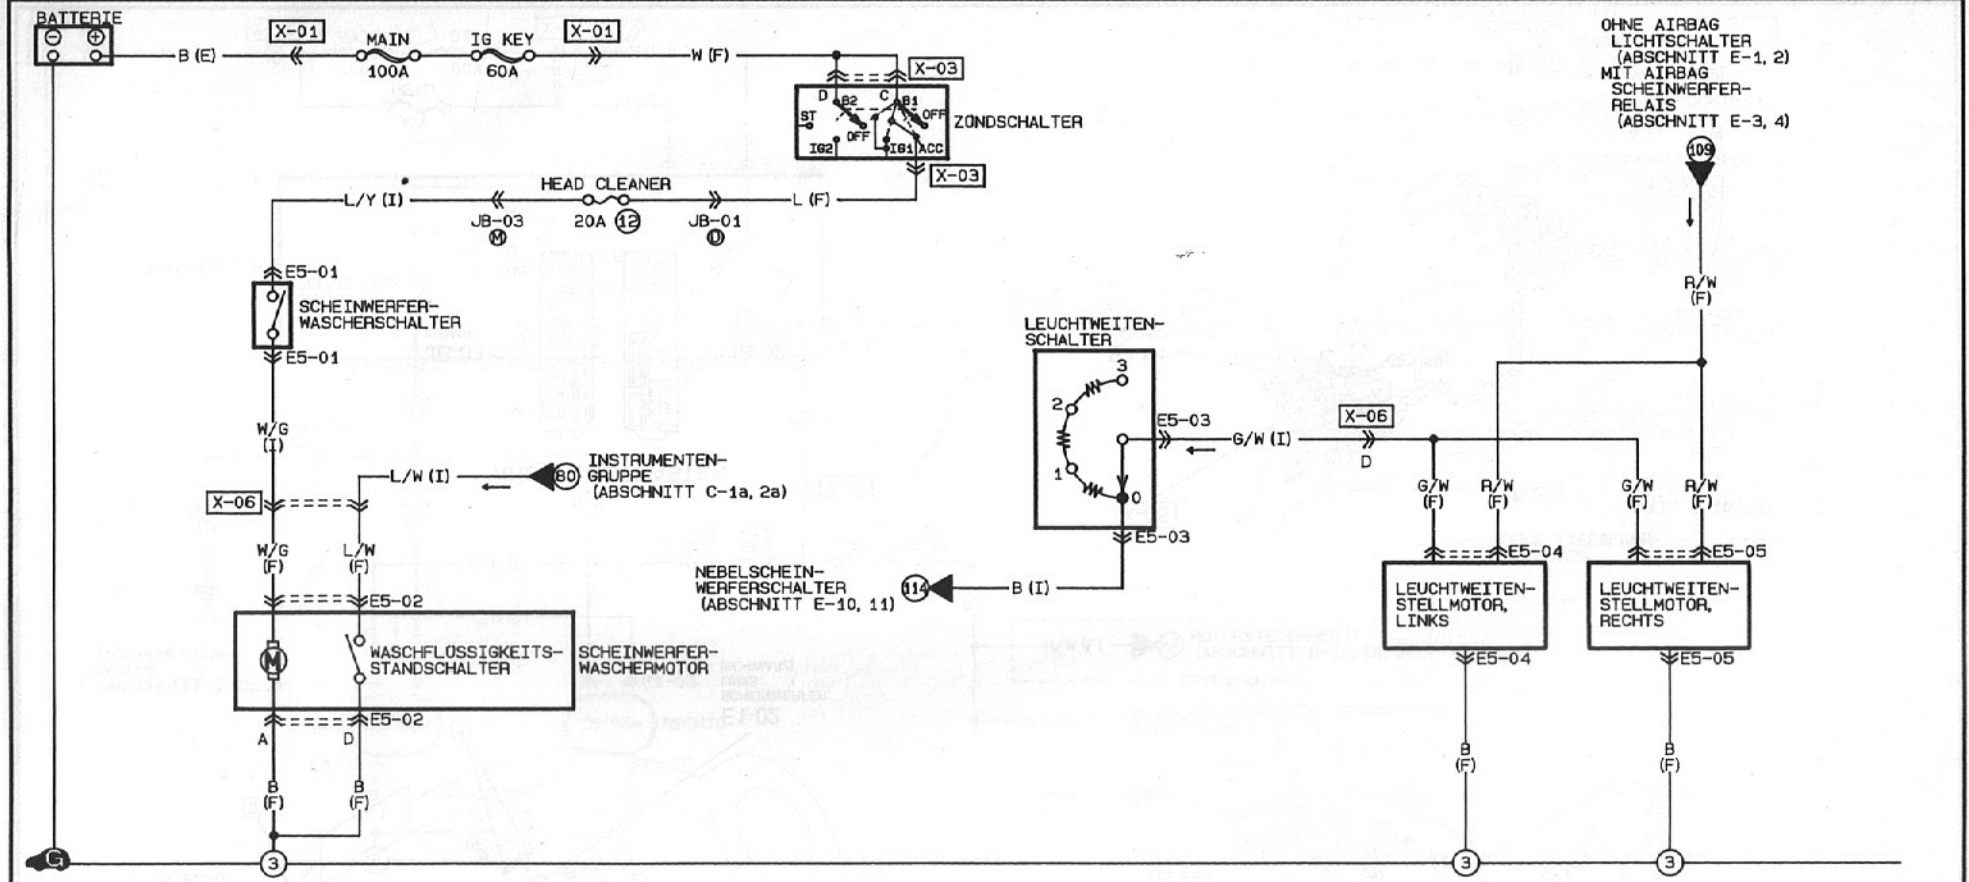 BATTERIE
B (E)
X-01
MAIN
100A
IG KEY
60A
X-01
W (F)
X-03
D B2
C B1
ST
OFF
OFF
IG2
IG1 ACC
ZÖNDSCHALTER
X-03
L (F)
JB-01
U
HEAD CLEANER
20A 12
JB-03
M
L/Y (I)
E5-01
SCHEINWERFER-
WASCHERSCHALTER
E5-01
W/G
(I)
X-06
L/W (I)
80
INSTRUMENTEN-
GRUPPE
(ABSCHNITT C-1a, 2a)
W/G
(F)
L/W
(F)
E5-02
M
WASCHFLÖSSIGKEITS-
STANDSCHALTER
SCHEINWERFER-
WASCHERMOTOR
E5-02
A
D
B
(F)
B
(F)
G
3
LEUCHTWEITEN-
SCHALTER
3
2
1
0
E5-03
E5-03
G/W (I)
X-06
D
NEBELSCHEIN-
WERFERSCHALTER
(ABSCHNITT E-10, 11)
114
B (I)
OHNE AIRBAG
LICHTSCHALTER
(ABSCHNITT E-1, 2)
MIT AIRBAG
SCHEINWERFER-
RELAIS
(ABSCHNITT E-3, 4)
109
R/W
(F)
G/W
(F)
R/W
(F)
G/W
(F)
R/W
(F)
E5-04
E5-05
LEUCHTWEITEN-
STELLMOTOR,
LINKS
LEUCHTWEITEN-
STELLMOTOR,
RECHTS
E5-04
E5-05
B
(F)
B
(F)
3
3